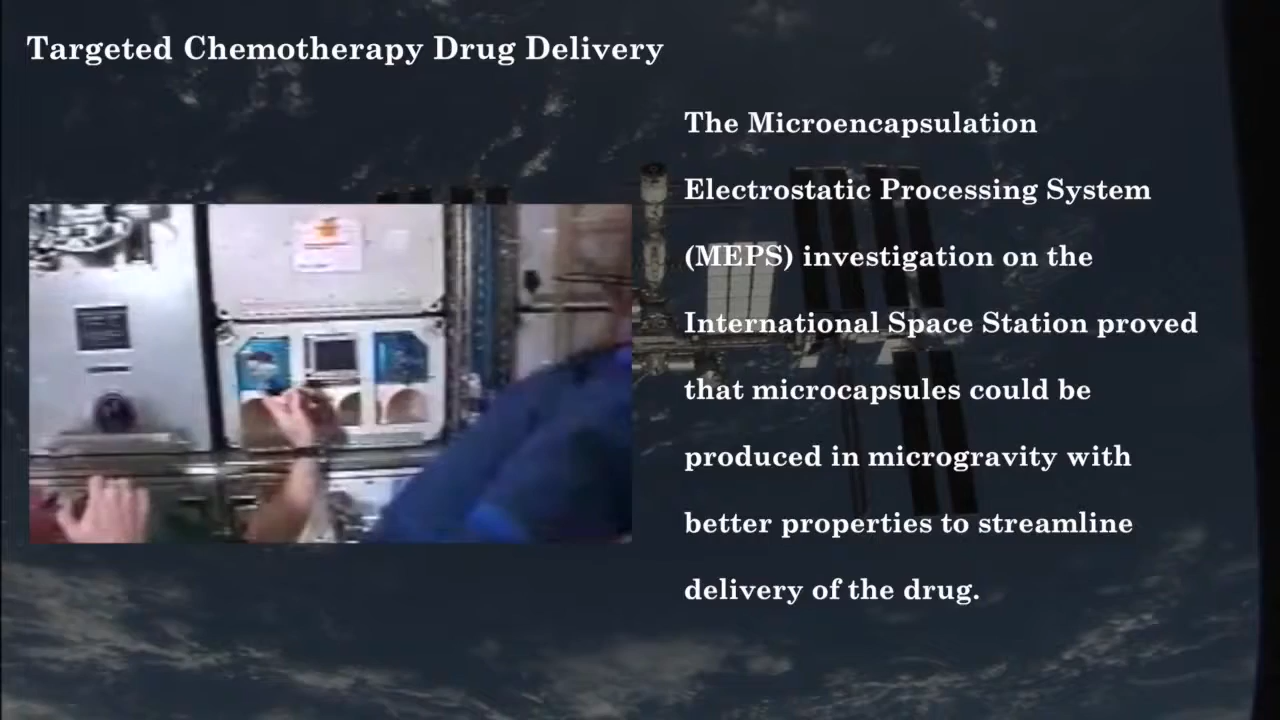 Targeted Chemotherapy Drug Delivery
The Microencapsulation
Electrostatic Processing System
(MEPS) investigation on the
International Space Station proved
that microcapsules could be
produced in microgravity with
better properties to streamline
delivery of the drug.